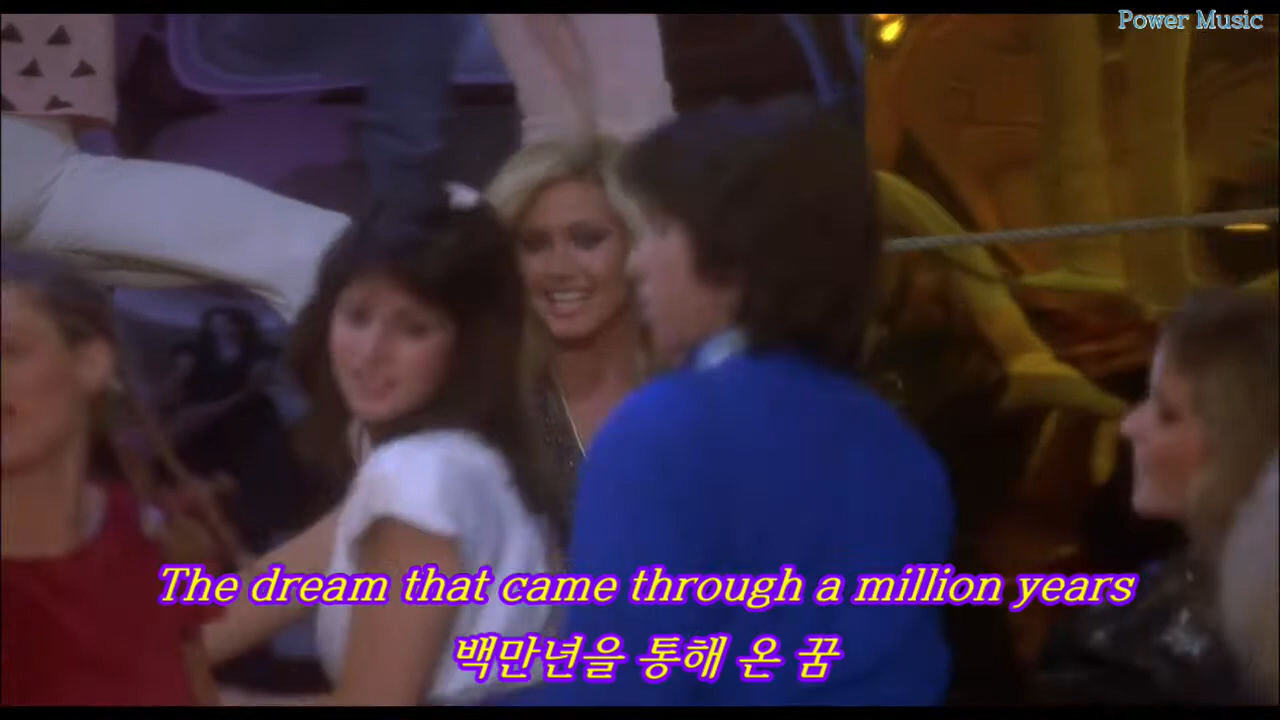 Power Music
The dream that came through a million years
백만년을 통해 온 꿈